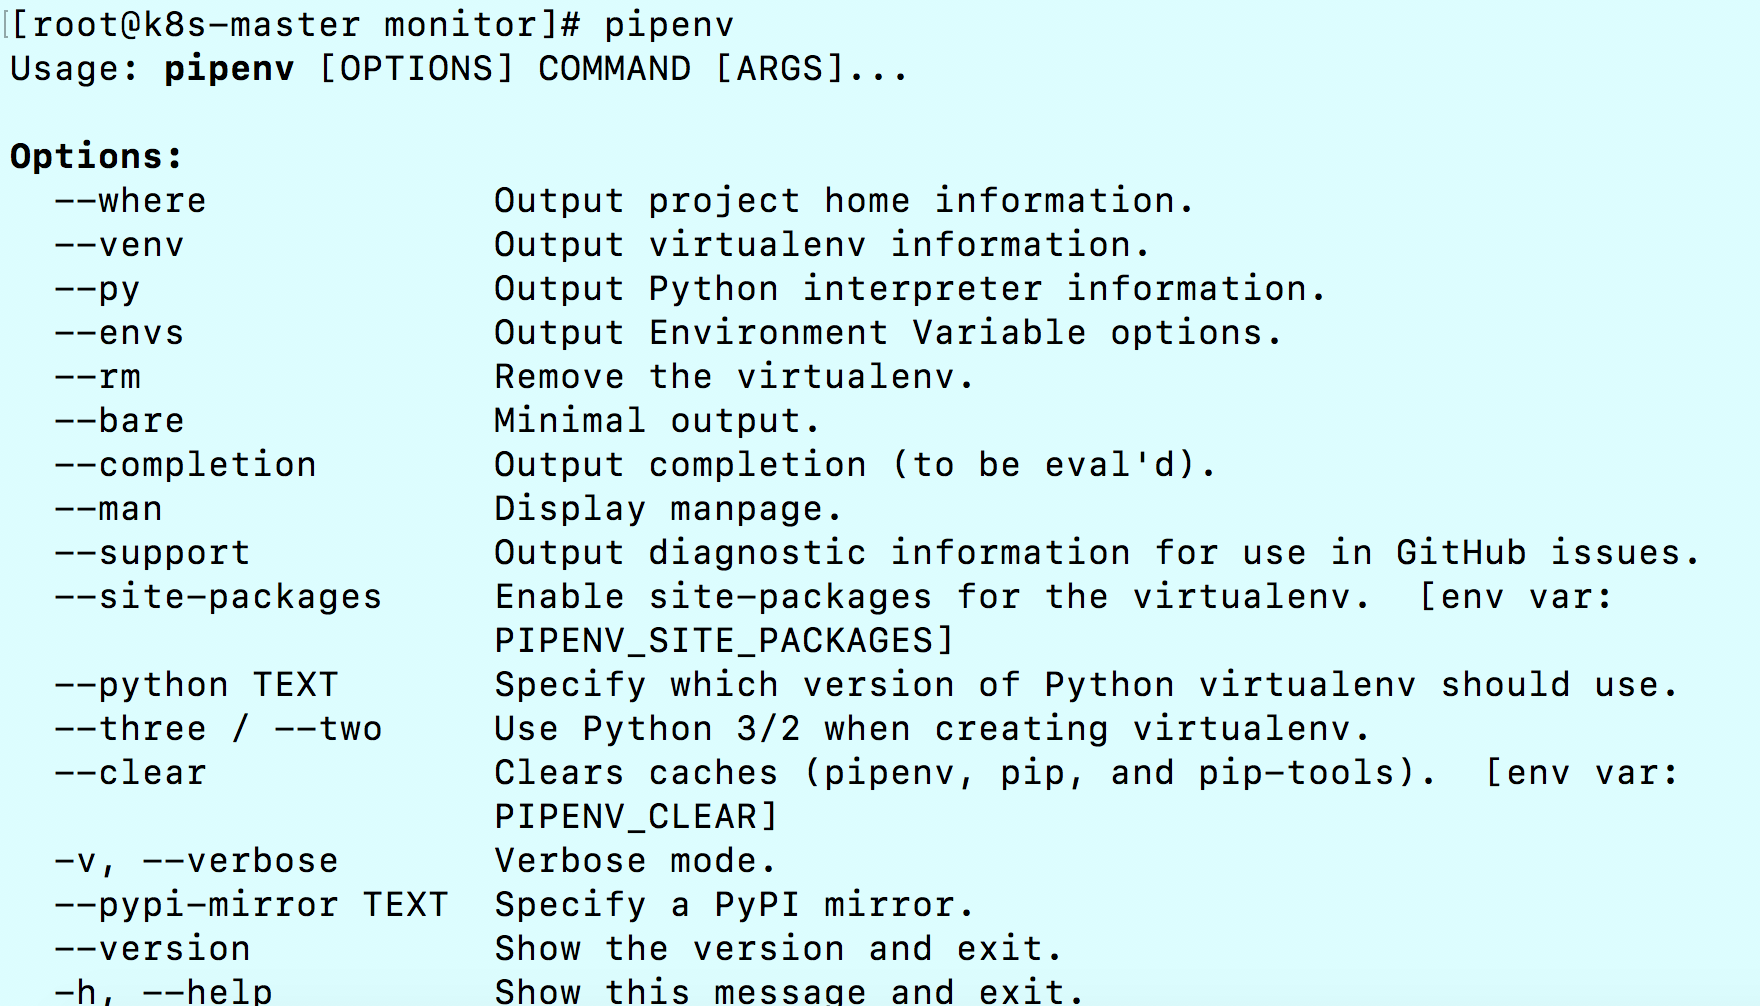 [root@k8s-master monitor]# pipenv
Usage: pipenv [OPTIONS] COMMAND [ARGS]...
Options:
--where Output project home information.
--venv Output virtualenv information.
--py Output Python interpreter information.
--envs Output Environment Variable options.
--rm Remove the virtualenv.
--bare Minimal output.
--completion Output completion (to be eval'd).
--man Display manpage.
--support Output diagnostic information for use in GitHub issues.
--site-packages Enable site-packages for the virtualenv. [env var:
PIPENV_SITE_PACKAGES]
--python TEXT Specify which version of Python virtualenv should use.
--three / --two Use Python 3/2 when creating virtualenv.
--clear Clears caches (pipenv, pip, and pip-tools). [env var:
PIPENV_CLEAR]
-v, --verbose Verbose mode.
--pypi-mirror TEXT Specify a PyPI mirror.
--version Show the version and exit.
-h, --help Show this message and exit.